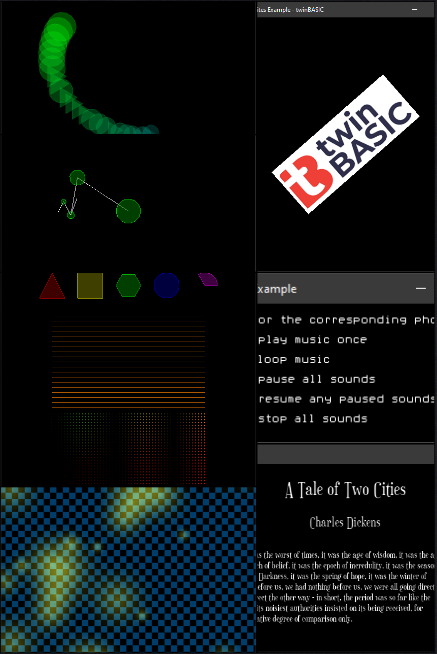 ites Example - twinBASIC
twin
BASIC
xample
or the corresponding pho
play music once
loop music
pause all sounds
resume any paused sounds
stop all sounds
A Tale of Two Cities
Charles Dickens
s the worst of times, it was the age of wisdom, it was the a
h of belief, it was the epoch of incredulity, it was the seaso
Darkness, it was the spring of hope, it was the winter of
efore us, we had nothing before us, we were all going direct
ect the other way - in short, the period was so far like the
its noisiest authorities insisted on its being received, for
ative degree of comparison only.